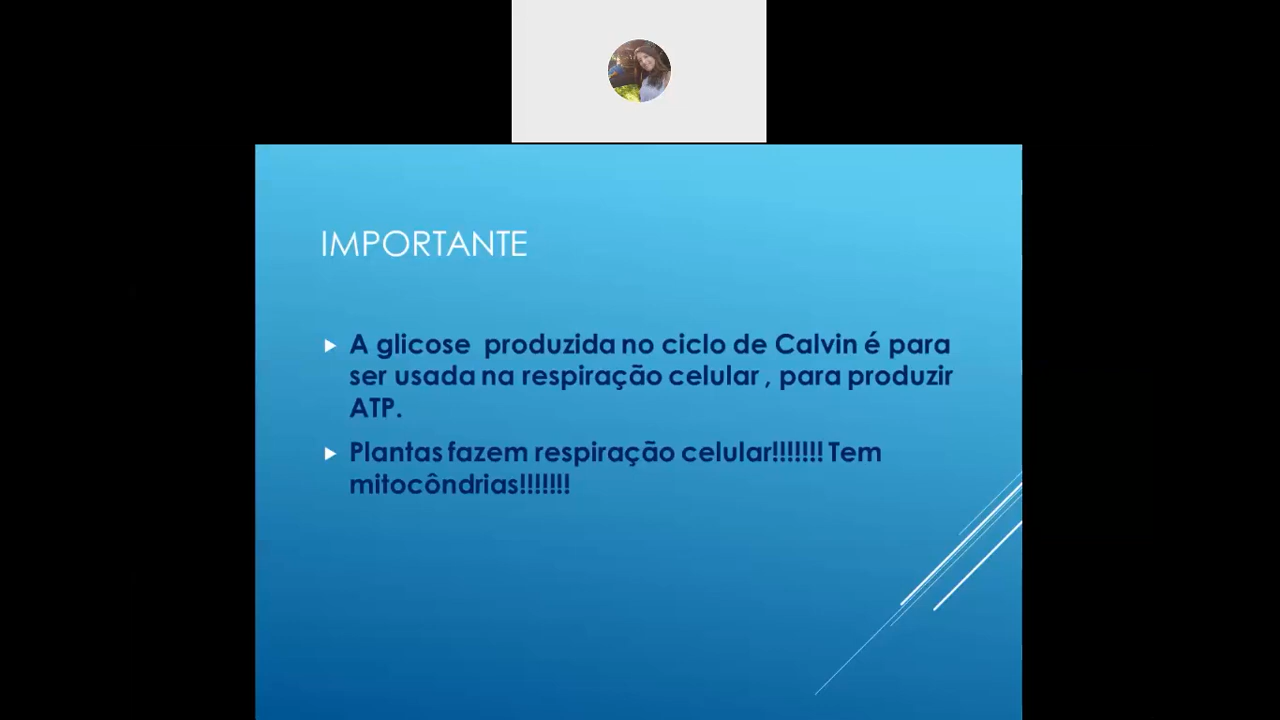 IMPORTANTE
A glicose produzida no ciclo de Calvin é para
ser usada na respiração celular , para produzir
ATP.
Plantas fazem respiração celular!!!!!!! Tem
mitocôndrias!!!!!!!